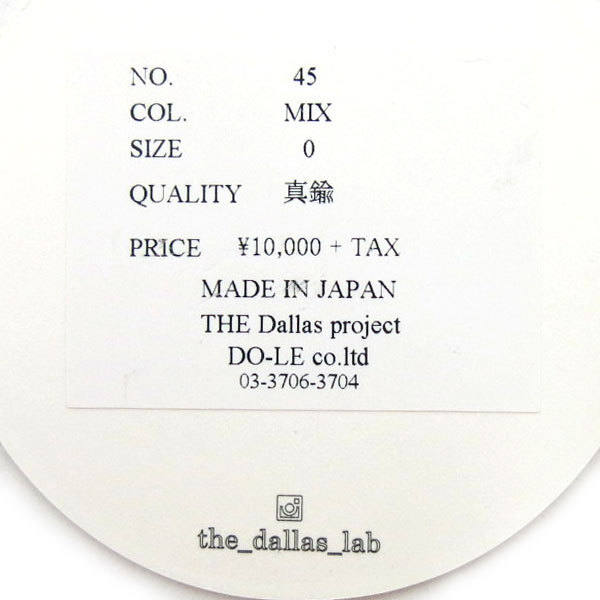 NO. 45
COL. MIX
SIZE 0
QUALITY 真鍮
PRICE ¥10,000 + TAX
MADE IN JAPAN
THE Dallas project
DO-LE co.ltd
03-3706-3704
the_dallas_lab